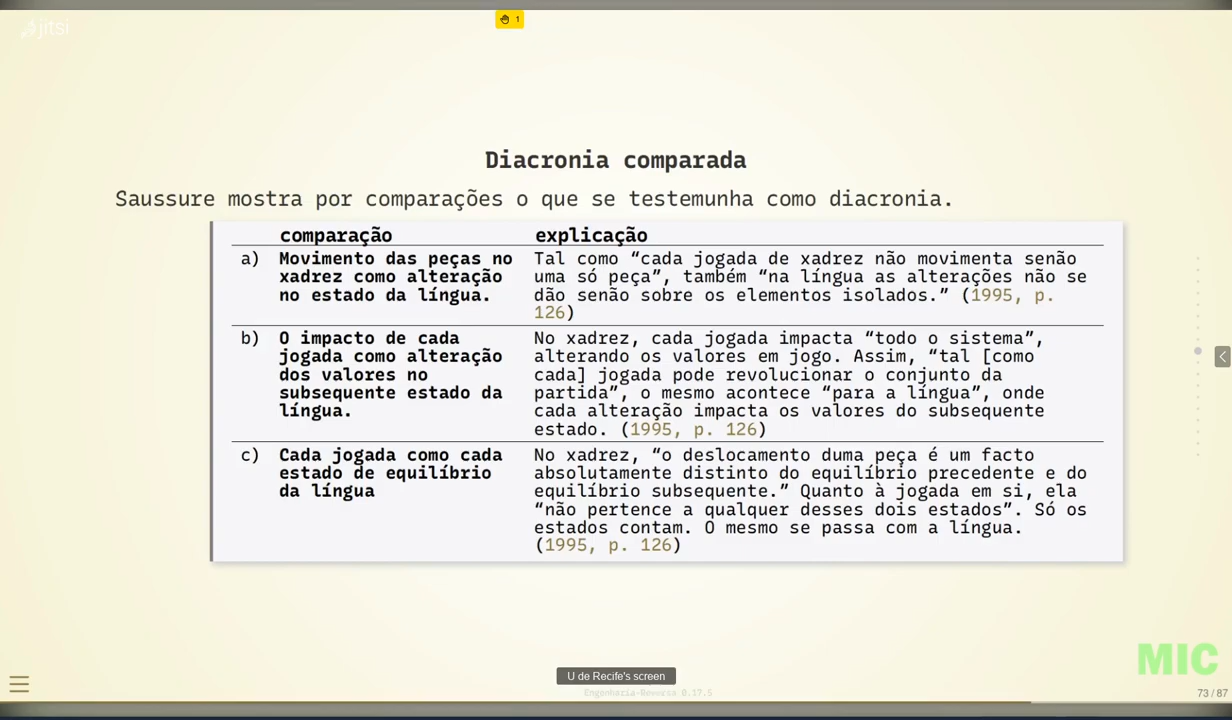 jitsi
1
Diacronia comparada
Saussure mostra por comparações o que se testemunha como diacronia.
comparação explicação
a) Movimento das peças no xadrez como alteração no estado da língua.
Tal como “cada jogada de xadrez não movimenta senão
uma só peça”, também “na língua as alterações não se
dão senão sobre os elementos isolados.” (1995, p.
126)
b) O impacto de cada jogada como alteração dos valores no subsequente estado da língua.
No xadrez, cada jogada impacta “todo o sistema”,
alterando os valores em jogo. Assim, “tal [como
cada] jogada pode revolucionar o conjunto da
partida”, o mesmo acontece “para a língua”, onde
cada alteração impacta os valores do subsequente
estado. (1995, p. 126)
c) Cada jogada como cada estado de equilíbrio da língua
No xadrez, “o deslocamento duma peça é um facto
absolutamente distinto do equilíbrio precedente e do
equilíbrio subsequente.” Quanto à jogada em si, ela
“não pertence a qualquer desses dois estados”. Só os
estados contam. O mesmo se passa com a língua.
(1995, p. 126)
MIC
U de Recife's screen
Engenharia-Reversa 0.17.5
73 / 87